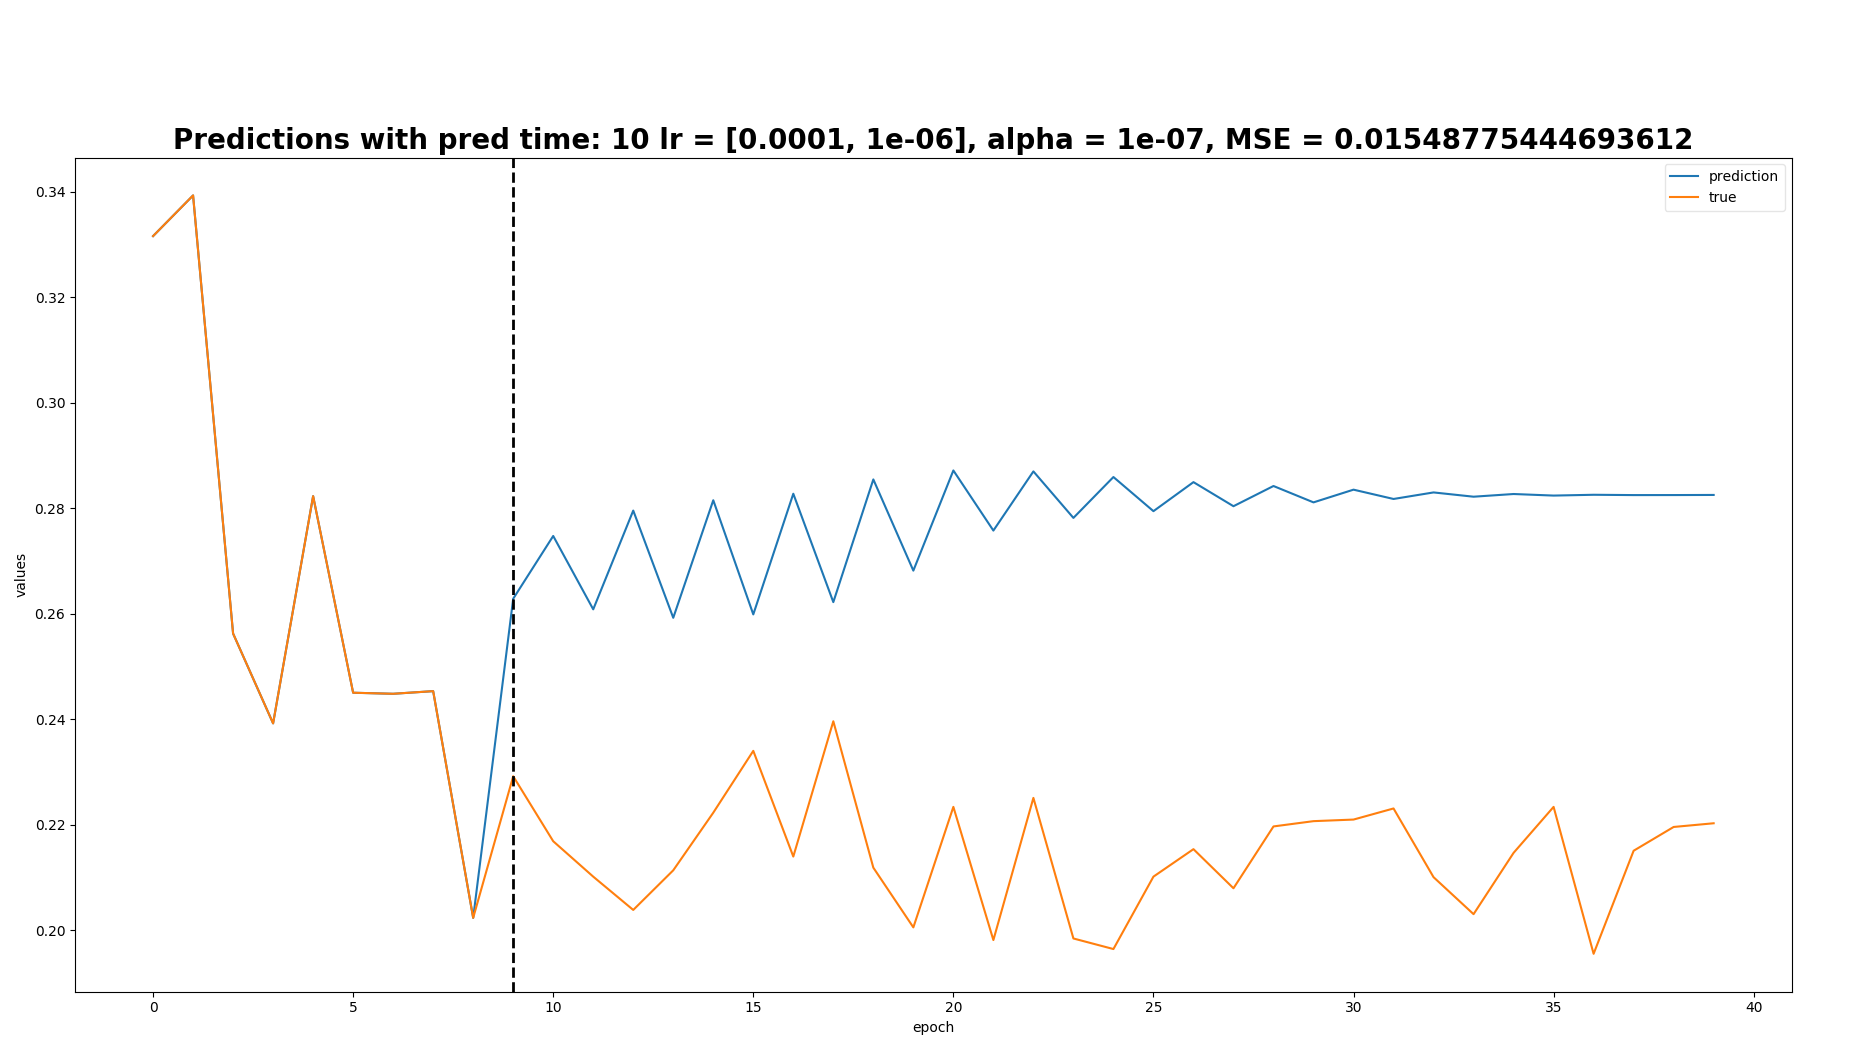 Predictions with pred time: 10 lr = [0.0001, 1e-06], alpha = 1e-07, MSE = 0.01548775444693612
prediction
true
0.34
0.32
0.30
0.28
0.26
0.24
0.22
0.20
values
0 5 10 15 20 25 30 35 40
epoch